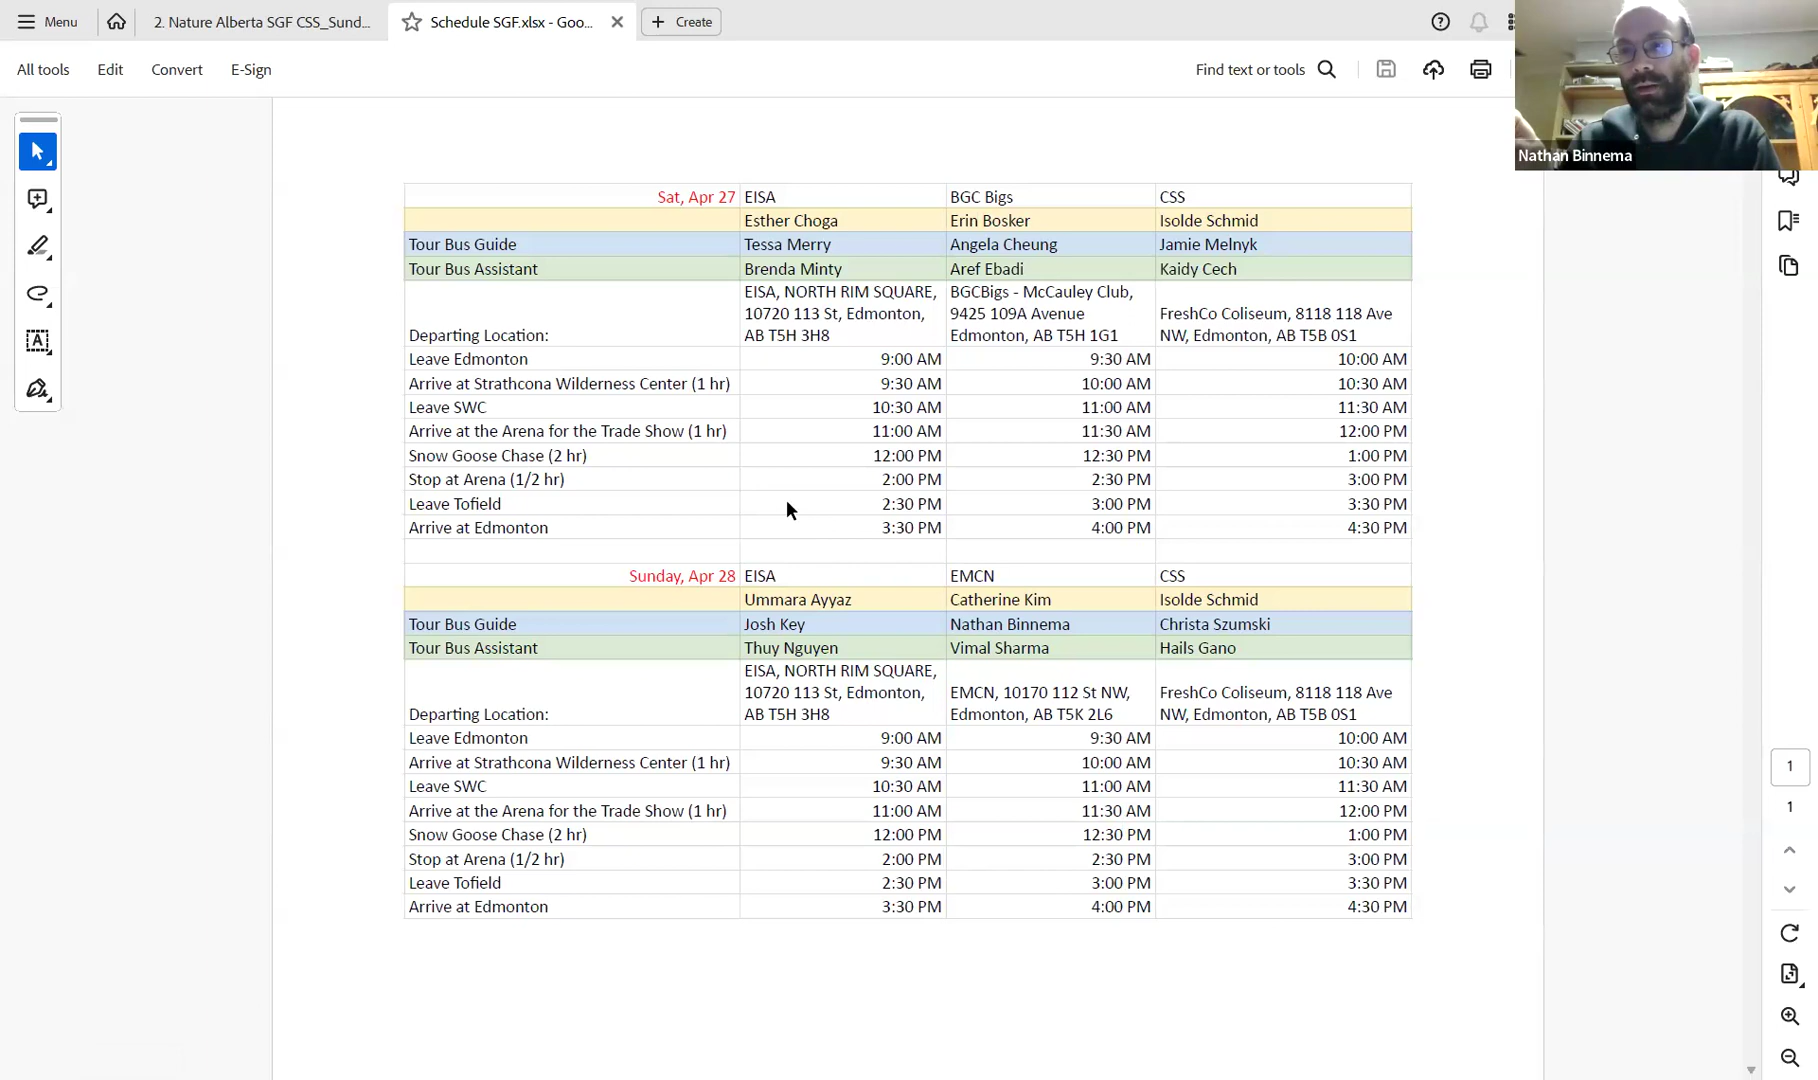 Menu
2. Nature Alberta SGF CSS_Sund...
Schedule SGF.xlsx - Goo...
Create
All tools
Edit
Convert
E-Sign
Find text or tools
Nathan Binnema
Sat, Apr 27 EISA BGC Bigs CSS
Esther Choga Erin Bosker Isolde Schmid
Tour Bus Guide Tessa Merry Angela Cheung Jamie Melnyk
Tour Bus Assistant Brenda Minty Aref Ebadi Kaidy Cech
EISA, NORTH RIM SQUARE, BGCBigs - McCauley Club,
10720 113 St, Edmonton, 9425 109A Avenue FreshCo Coliseum, 8118 118 Ave
Departing Location: AB T5H 3H8 Edmonton, AB T5H 1G1 NW, Edmonton, AB T5B 0S1
Leave Edmonton 9:00 AM 9:30 AM 10:00 AM
Arrive at Strathcona Wilderness Center (1 hr) 9:30 AM 10:00 AM 10:30 AM
Leave SWC 10:30 AM 11:00 AM 11:30 AM
Arrive at the Arena for the Trade Show (1 hr) 11:00 AM 11:30 AM 12:00 PM
Snow Goose Chase (2 hr) 12:00 PM 12:30 PM 1:00 PM
Stop at Arena (1/2 hr) 2:00 PM 2:30 PM 3:00 PM
Leave Tofield 2:30 PM 3:00 PM 3:30 PM
Arrive at Edmonton 3:30 PM 4:00 PM 4:30 PM
Sunday, Apr 28 EISA EMCN CSS
Ummara Ayyaz Catherine Kim Isolde Schmid
Tour Bus Guide Josh Key Nathan Binnema Christa Szumski
Tour Bus Assistant Thuy Nguyen Vimal Sharma Hails Gano
EISA, NORTH RIM SQUARE,
10720 113 St, Edmonton, EMCN, 10170 112 St NW, FreshCo Coliseum, 8118 118 Ave
Departing Location: AB T5H 3H8 Edmonton, AB T5K 2L6 NW, Edmonton, AB T5B 0S1
Leave Edmonton 9:00 AM 9:30 AM 10:00 AM
Arrive at Strathcona Wilderness Center (1 hr) 9:30 AM 10:00 AM 10:30 AM
Leave SWC 10:30 AM 11:00 AM 11:30 AM
Arrive at the Arena for the Trade Show (1 hr) 11:00 AM 11:30 AM 12:00 PM
Snow Goose Chase (2 hr) 12:00 PM 12:30 PM 1:00 PM
Stop at Arena (1/2 hr) 2:00 PM 2:30 PM 3:00 PM
Leave Tofield 2:30 PM 3:00 PM 3:30 PM
Arrive at Edmonton 3:30 PM 4:00 PM 4:30 PM
1
1